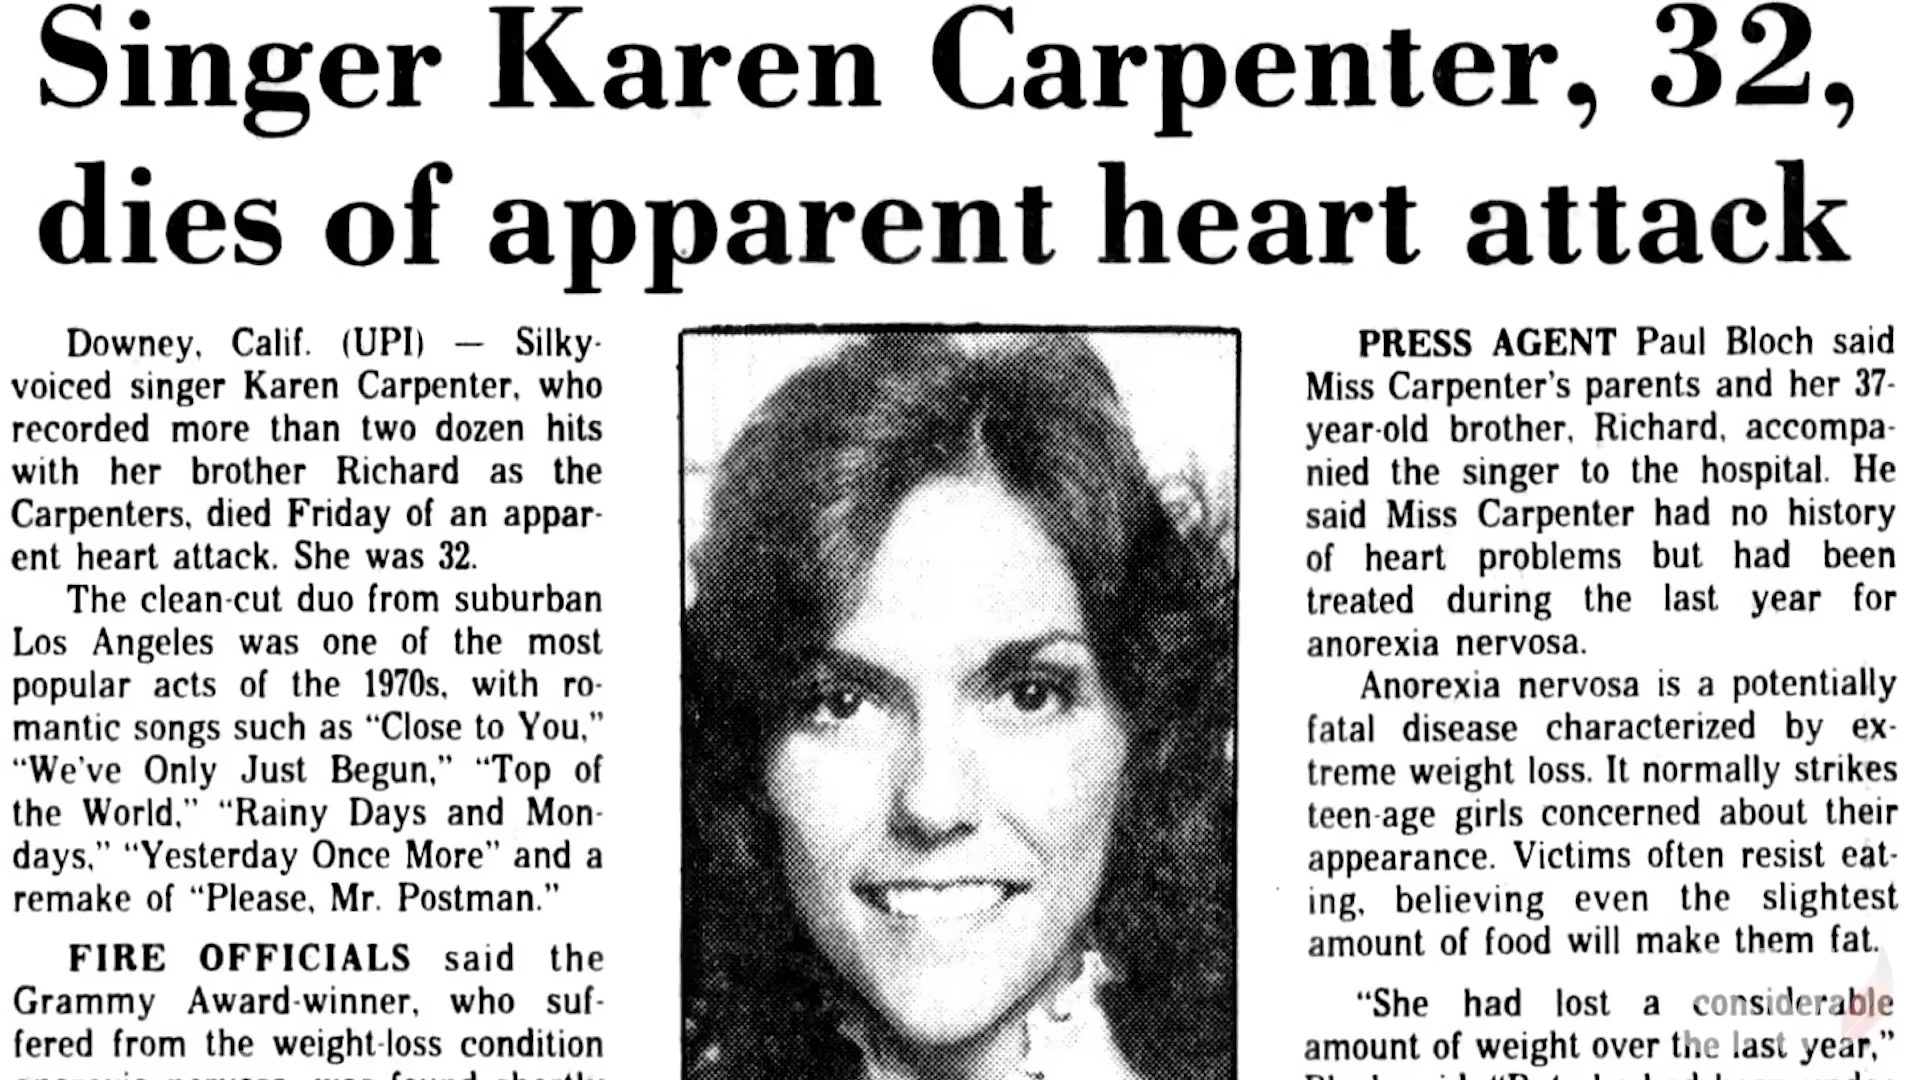 Singer Karen Carpenter, 32,
dies of apparent heart attack
Downey, Calif. (UPI) — Silky-
voiced singer Karen Carpenter, who
recorded more than two dozen hits
with her brother Richard as the
Carpenters, died Friday of an appar-
ent heart attack. She was 32.
The clean-cut duo from suburban
Los Angeles was one of the most
popular acts of the 1970s, with ro-
mantic songs such as “Close to You,”
“We've Only Just Begun,” “Top of
the World,” “Rainy Days and Mon-
days,” “Yesterday Once More” and a
remake of “Please, Mr. Postman.”
FIRE OFFICIALS said the
Grammy Award-winner, who suf-
fered from the weight-loss condition
PRESS AGENT Paul Bloch said
Miss Carpenter's parents and her 37-
year-old brother, Richard, accompa-
nied the singer to the hospital. He
said Miss Carpenter had no history
of heart problems but had been
treated during the last year for
anorexia nervosa.
Anorexia nervosa is a potentially
fatal disease characterized by ex-
treme weight loss. It normally strikes
teen-age girls concerned about their
appearance. Victims often resist eat-
ing, believing even the slightest
amount of food will make them fat.
“She had lost a considerable
amount of weight over the last year,”